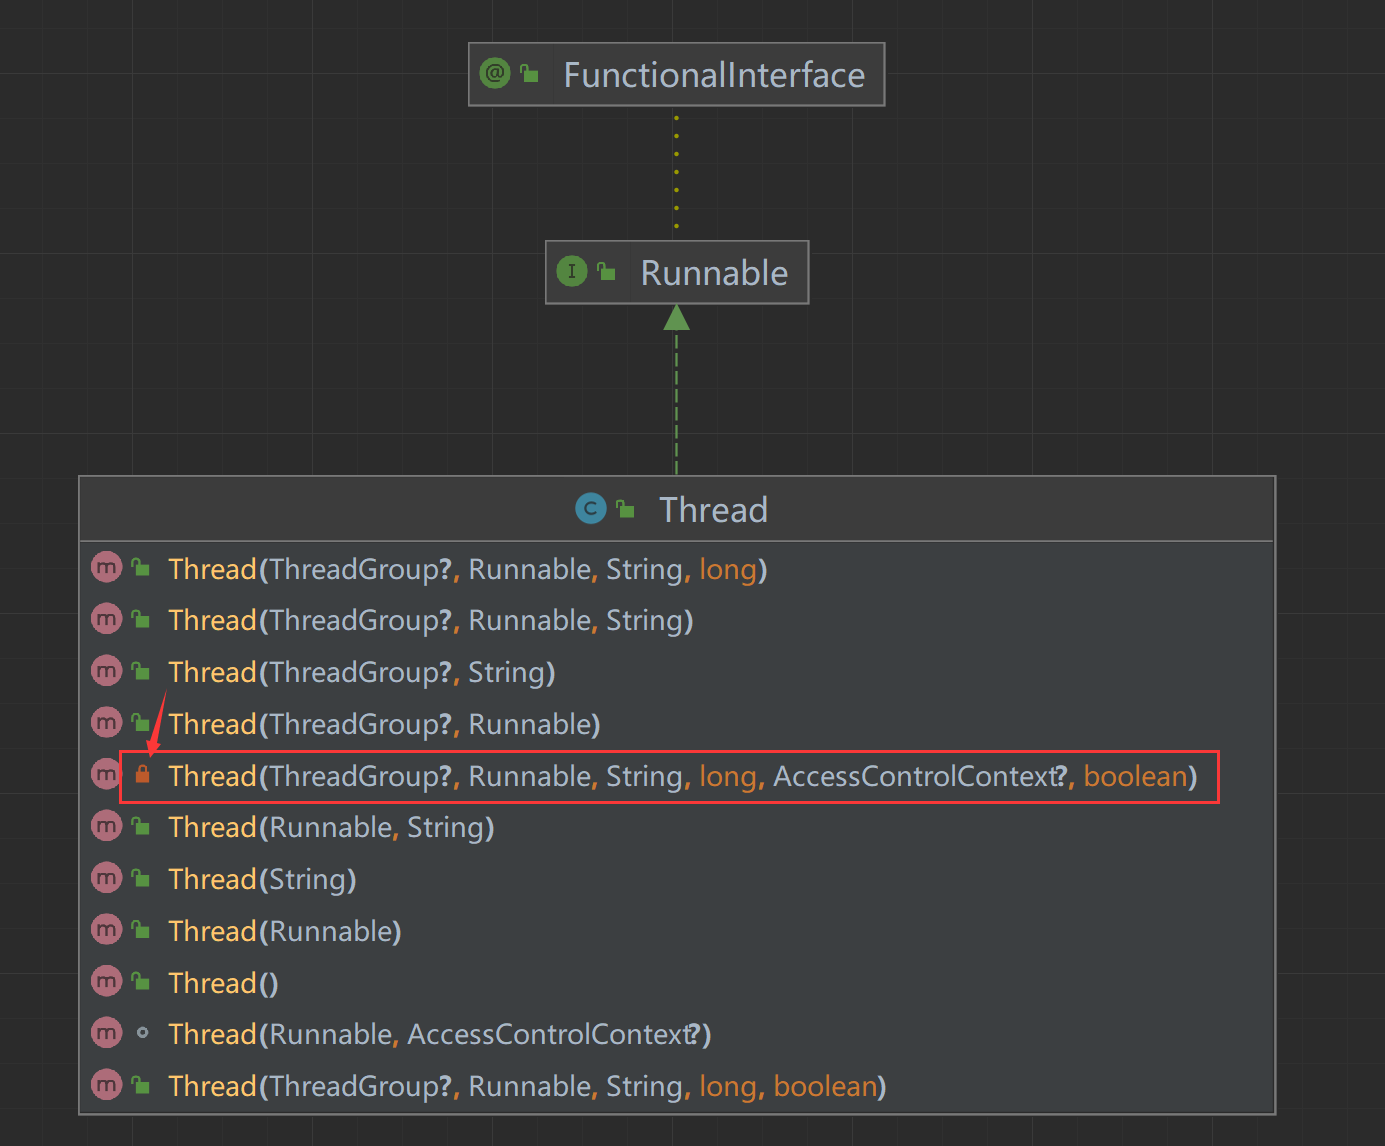 @ FunctionalInterface
I Runnable
C Thread
m Thread(ThreadGroup?, Runnable, String, long)
m Thread(ThreadGroup?, Runnable, String)
m Thread(ThreadGroup?, String)
m Thread(ThreadGroup?, Runnable)
m Thread(ThreadGroup?, Runnable, String, long, AccessControlContext?, boolean)
m Thread(Runnable, String)
m Thread(String)
m Thread(Runnable)
m Thread()
m Thread(Runnable, AccessControlContext?)
m Thread(ThreadGroup?, Runnable, String, long, boolean)